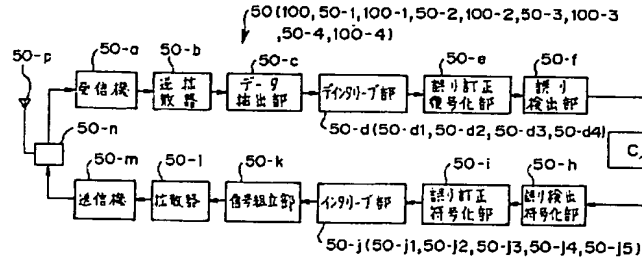 50(100,50-1,100-1,50-2,100-2,50-3,100-3
,50-4,100-4)
50-p
50-a
50-b
50-c
50-e
50-f
受信機
逆拡散路
データ抽出部
デインタリーブ部
誤り訂正復号化部
誤り検出部
50-d(50-d1,50-d2,50-d3,50-d4)
50-n
C
50-m
50-l
50-k
50-i
50-h
送信機
拡散路
信号組立部
インタリーブ部
誤り訂正符号化部
誤り検出符号化部
50-j(50-j1,50-j2,50-j3,50-j4,50-j5)